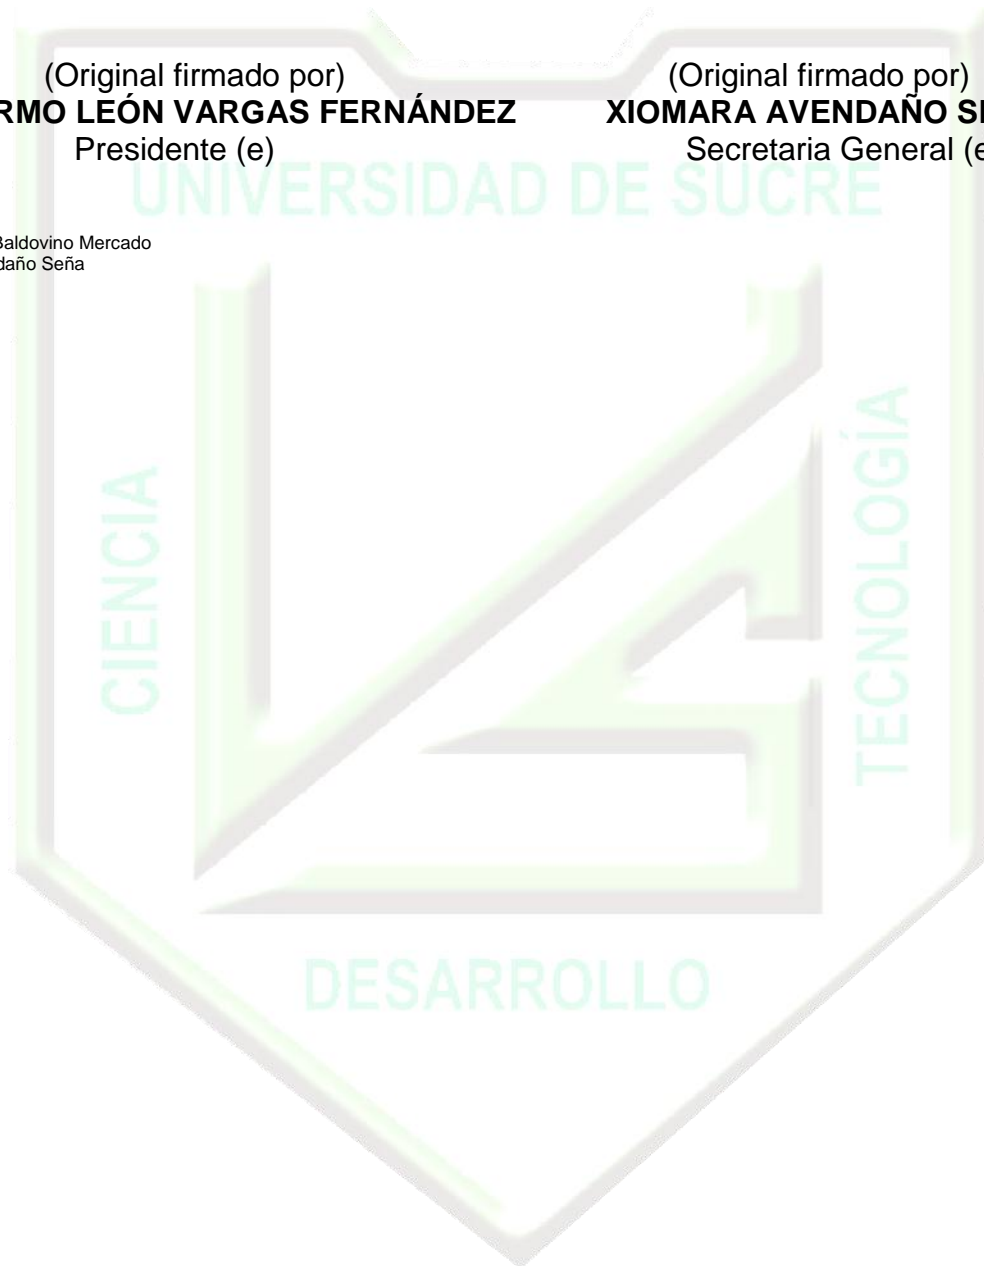 (Original firmado por) (Original firmado por)
RMO LEÓN VARGAS FERNÁNDEZ XIOMARA AVENDAÑO
Presidente (e) Secretaria General (e
UNIVERSIDAD DE SUCRE
Baldovino Mercado
daño Seña
CIENCIA
TECNOLOGÍA
DESARROLLO